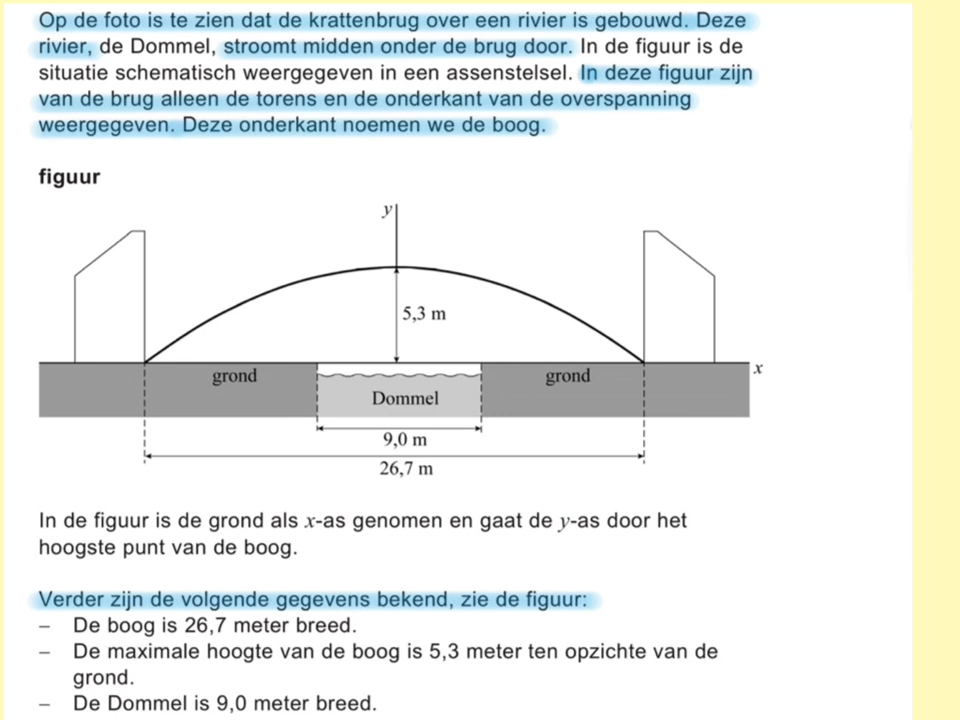 Op de foto is te zien dat de krattenbrug over een rivier is gebouwd. Deze
rivier, de Dommel, stroomt midden onder de brug door. In de figuur is de
situatie schematisch weergegeven in een assenstelsel. In deze figuur zijn
van de brug alleen de torens en de onderkant van de overspanning
weergegeven. Deze onderkant noemen we de boog.
figuur
y
5,3 m
x
grond
grond
Dommel
9,0 m
26,7 m
In de figuur is de grond als x-as genomen en gaat de y-as door het
hoogste punt van de boog.
Verder zijn de volgende gegevens bekend, zie de figuur:
– De boog is 26,7 meter breed.
– De maximale hoogte van de boog is 5,3 meter ten opzichte van de
grond.
– De Dommel is 9,0 meter breed.